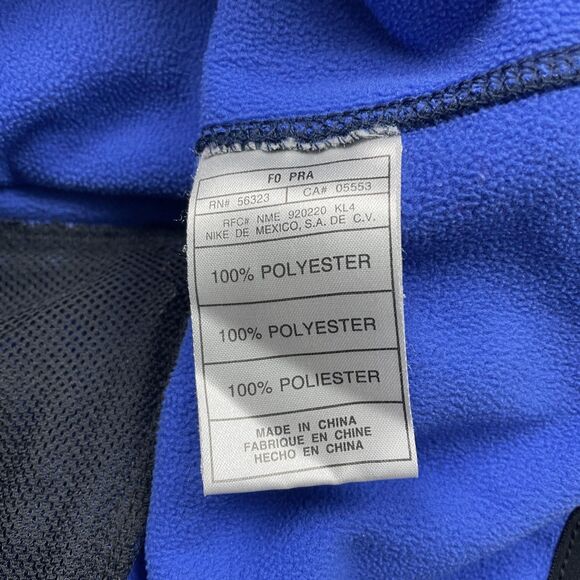 FO PRA
RN# 56323 CA# 05553
RFC# NME 920220 KL4
NIKE DE MEXICO, S.A. DE C.V.
100% POLYESTER
100% POLYESTER
100% POLIESTER
MADE IN CHINA
FABRIQUE EN CHINE
HECHO EN CHINA